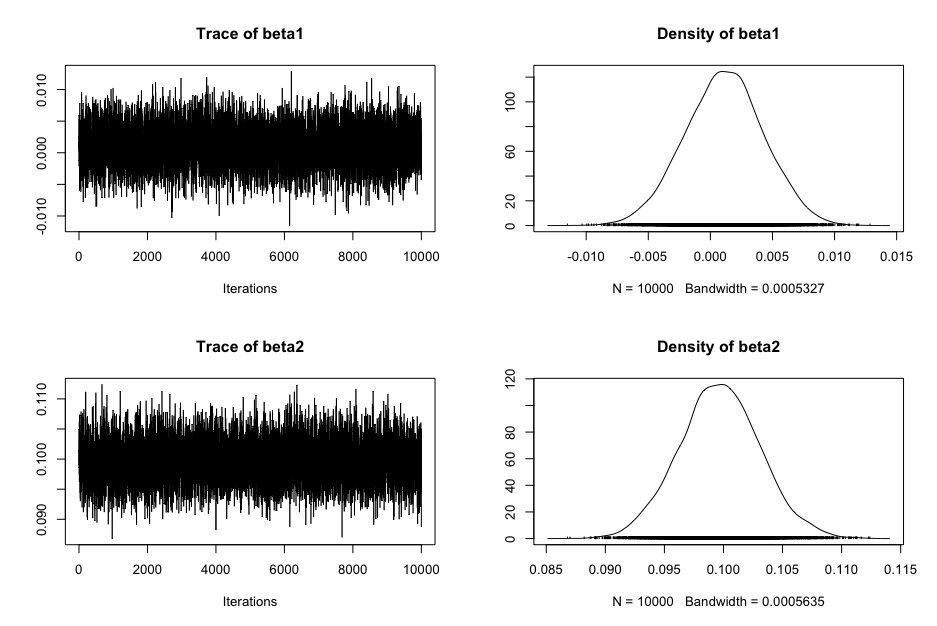 Trace of beta1
0.010
0.000
-0.010
0 2000 4000 6000 8000 10000
Iterations
Density of beta1
100
60
20
0
-0.010 -0.005 0.000 0.005 0.010 0.015
N = 10000 Bandwidth = 0.0005327
Trace of beta2
0.110
0.100
0.090
0 2000 4000 6000 8000 10000
Iterations
Density of beta2
120
80
60
40
20
0
0.085 0.090 0.095 0.100 0.105 0.110 0.115
N = 10000 Bandwidth = 0.0005635